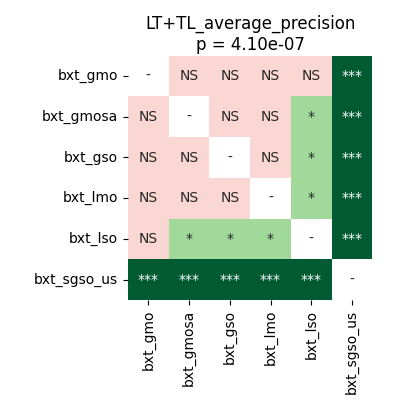 LT+TL_average_precision
p = 4.10e-07
bxt_gmo - NS NS NS NS ***
bxt_gmosa NS - NS NS * ***
bxt_gso NS NS - NS * ***
bxt_lmo NS NS NS - * ***
bxt_lso NS * * * - ***
bxt_sgso_us *** *** *** *** *** -
bxt_gmo
bxt_gmosa
bxt_gso
bxt_lmo
bxt_lso
bxt_sgso_us